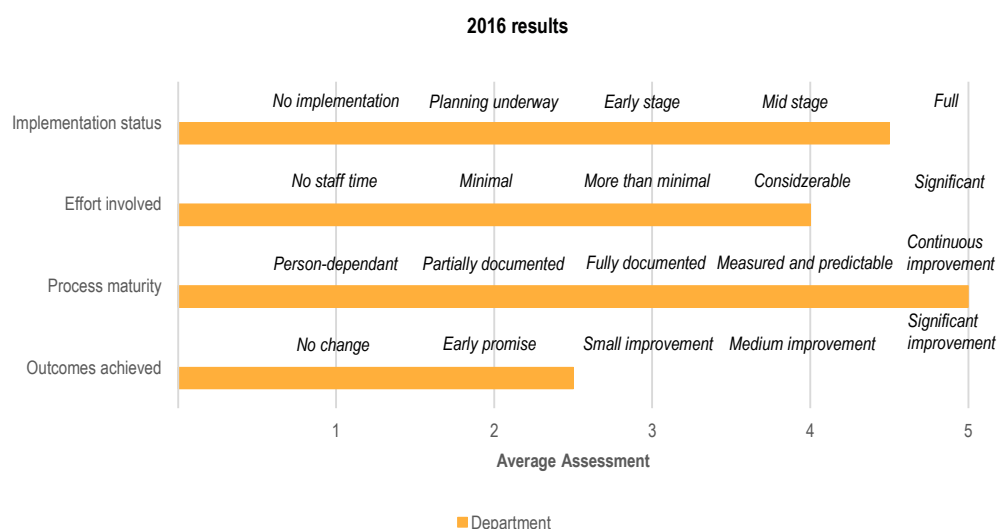 2016 results
No implementation Planning underway Early stage Mid stage Full
Implementation status
No staff time Minimal More than minimal Considzerable Significant
Effort involved
Continuous
Person-dependant Partially documented Fully documented Measured and predictable improvement
Process maturity
Significant
No change Early promise Small improvement Medium improvement improvement
Outcomes achieved
1 2 3 4 5
Average Assessment
Department